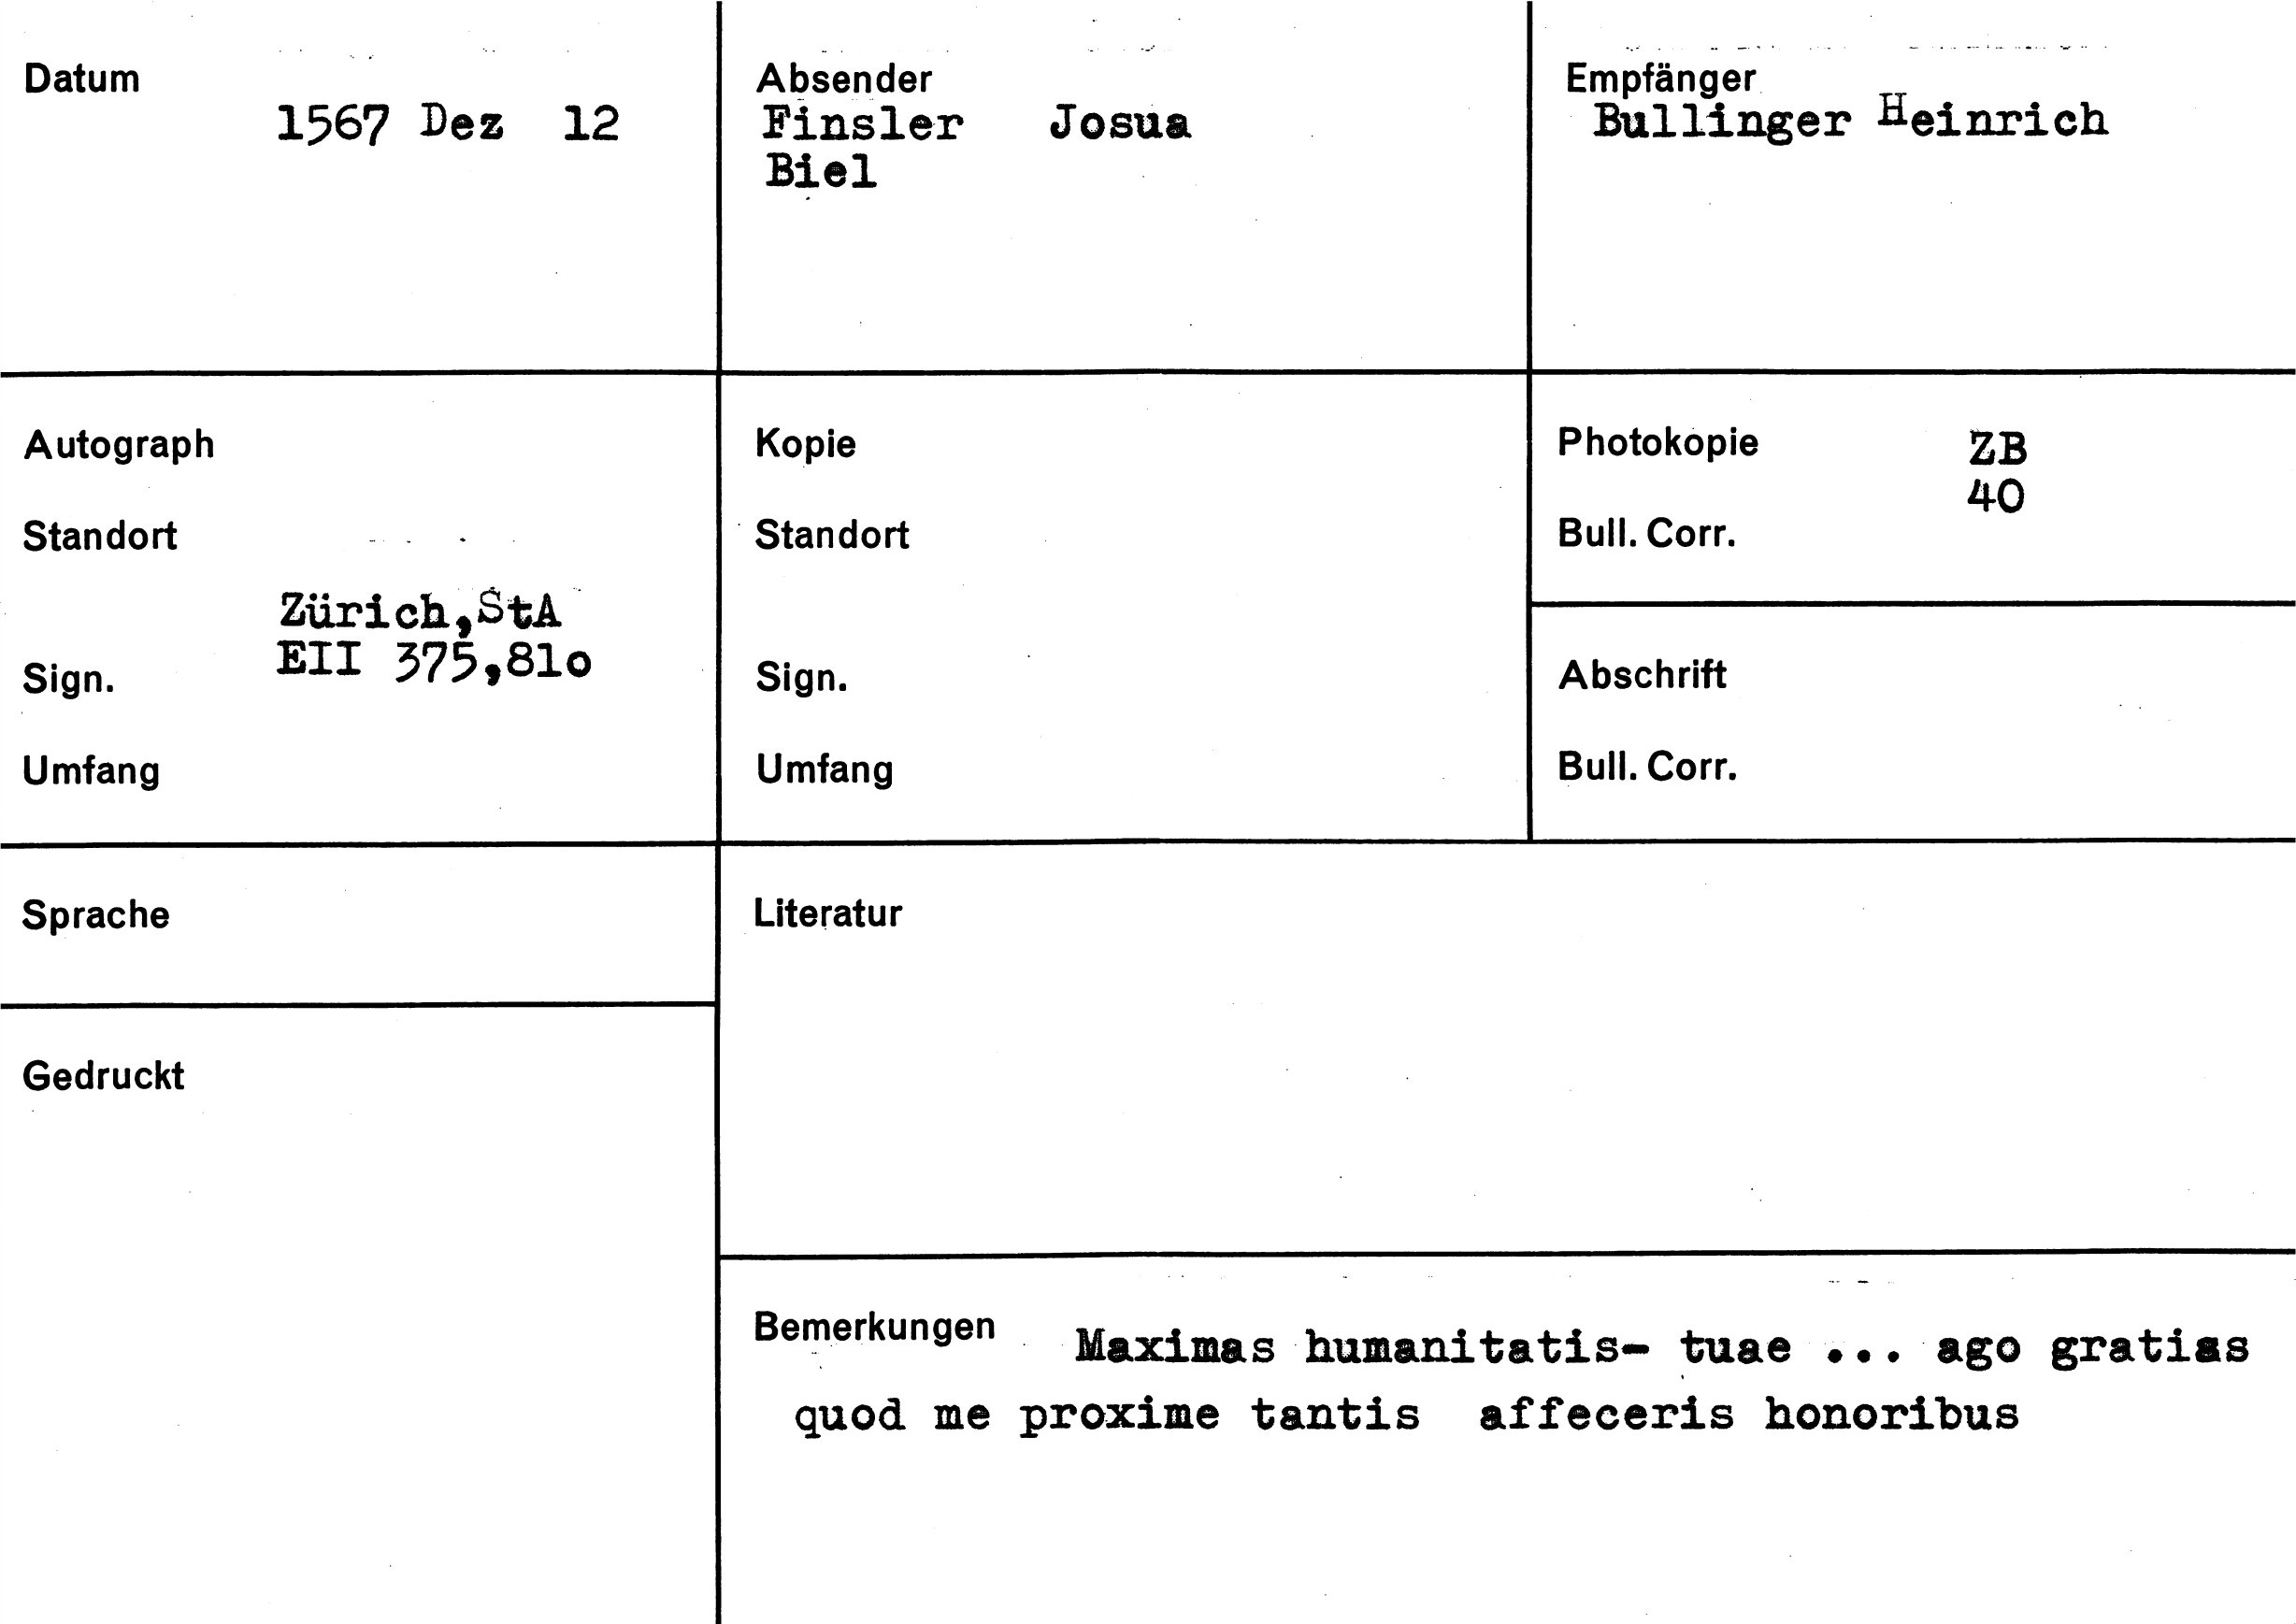 Datum
1567 Dez 12
Absender
Finsler Josua
Biel
Empfänger
Bullinger Heinrich
Autograph
Standort
Zürich,StA
Sign. EII 375,81o
Umfang
Kopie
Standort
Sign.
Umfang
Photokopie ZB
40
Bull. Corr.
Abschrift
Bull. Corr.
Sprache
Gedruckt
Literatur
Bemerkungen Maximas humanitatis- tuae ... ago gratias
quod me proxime tantis affeceris honoribus